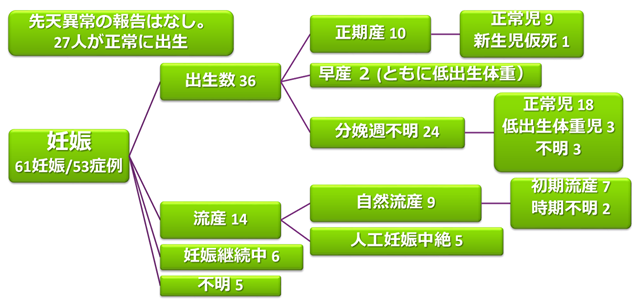 先天異常の報告はなし。
27人が正常に出生
妊娠
61妊娠/53症例
出生数 36
正期産 10
正常児 9
新生児仮死 1
早産 2 (ともに低出生体重)
分娩週不明 24
正常児 18
低出生体重児 3
不明 3
流産 14
自然流産 9
初期流産 7
時期不明 2
人工妊娠中絶 5
妊娠継続中 6
不明 5